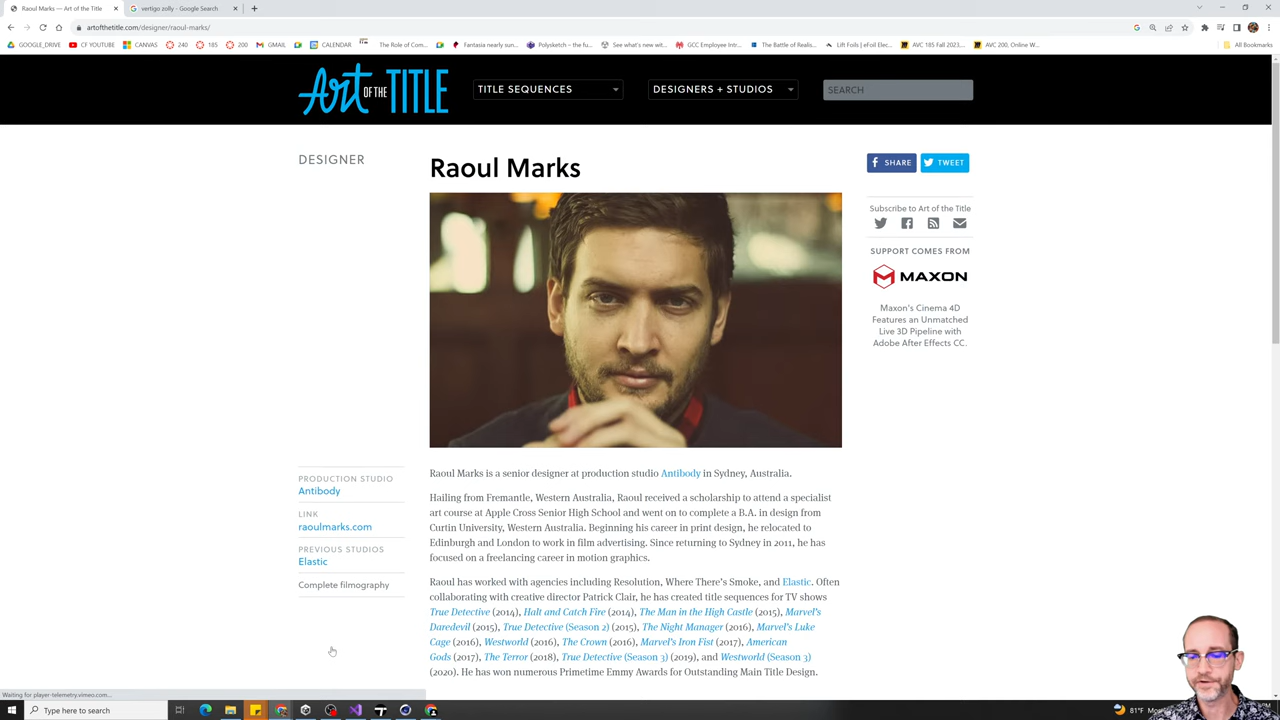 Raoul Marks — Art of the Title
vertigo zolly - Google Search
artofthetitle.com/designer/raoul-marks/
GOOGLE_DRIVE
CF YOUTUBE
CANVAS
240
185
200
GMAIL
CALENDAR
The Role of Com...
Fantasia nearly sun...
Polysketch – the fu...
See what's new wit...
GCC Employee Intr...
The Battle of Realis...
Lift Foils | eFoil Elec...
AVC 185 Fall 2023,...
AVC 200, Online W...
All Bookmarks
Art OF THE TITLE
TITLE SEQUENCES
DESIGNERS + STUDIOS
SEARCH
DESIGNER
Raoul Marks
SHARE
TWEET
Subscribe to Art of the Title
SUPPORT COMES FROM
MAXON
Maxon's Cinema 4D
Features an Unmatched
Live 3D Pipeline with
Adobe After Effects CC.
PRODUCTION STUDIO
Antibody
LINK
raoulmarks.com
PREVIOUS STUDIOS
Elastic
Complete filmography
Raoul Marks is a senior designer at production studio Antibody in Sydney, Australia.
Hailing from Fremantle, Western Australia, Raoul received a scholarship to attend a specialist
art course at Apple Cross Senior High School and went on to complete a B.A. in design from
Curtin University, Western Australia. Beginning his career in print design, he relocated to
Edinburgh and London to work in film advertising. Since returning to Sydney in 2011, he has
focused on a freelancing career in motion graphics.
Raoul has worked with agencies including Resolution, Where There's Smoke, and Elastic. Often
collaborating with creative director Patrick Clair, he has created title sequences for TV shows
True Detective (2014), Halt and Catch Fire (2014), The Man in the High Castle (2015), Marvel's
Daredevil (2015), True Detective (Season 2) (2015), The Night Manager (2016), Marvel's Luke
Cage (2016), Westworld (2016), The Crown (2016), Marvel's Iron Fist (2017), American
Gods (2017), The Terror (2018), True Detective (Season 3) (2019), and Westworld (Season 3)
(2020). He has won numerous Primetime Emmy Awards for Outstanding Main Title Design.
Waiting for player-telemetry.vimeo.com...
Type here to search
81°F